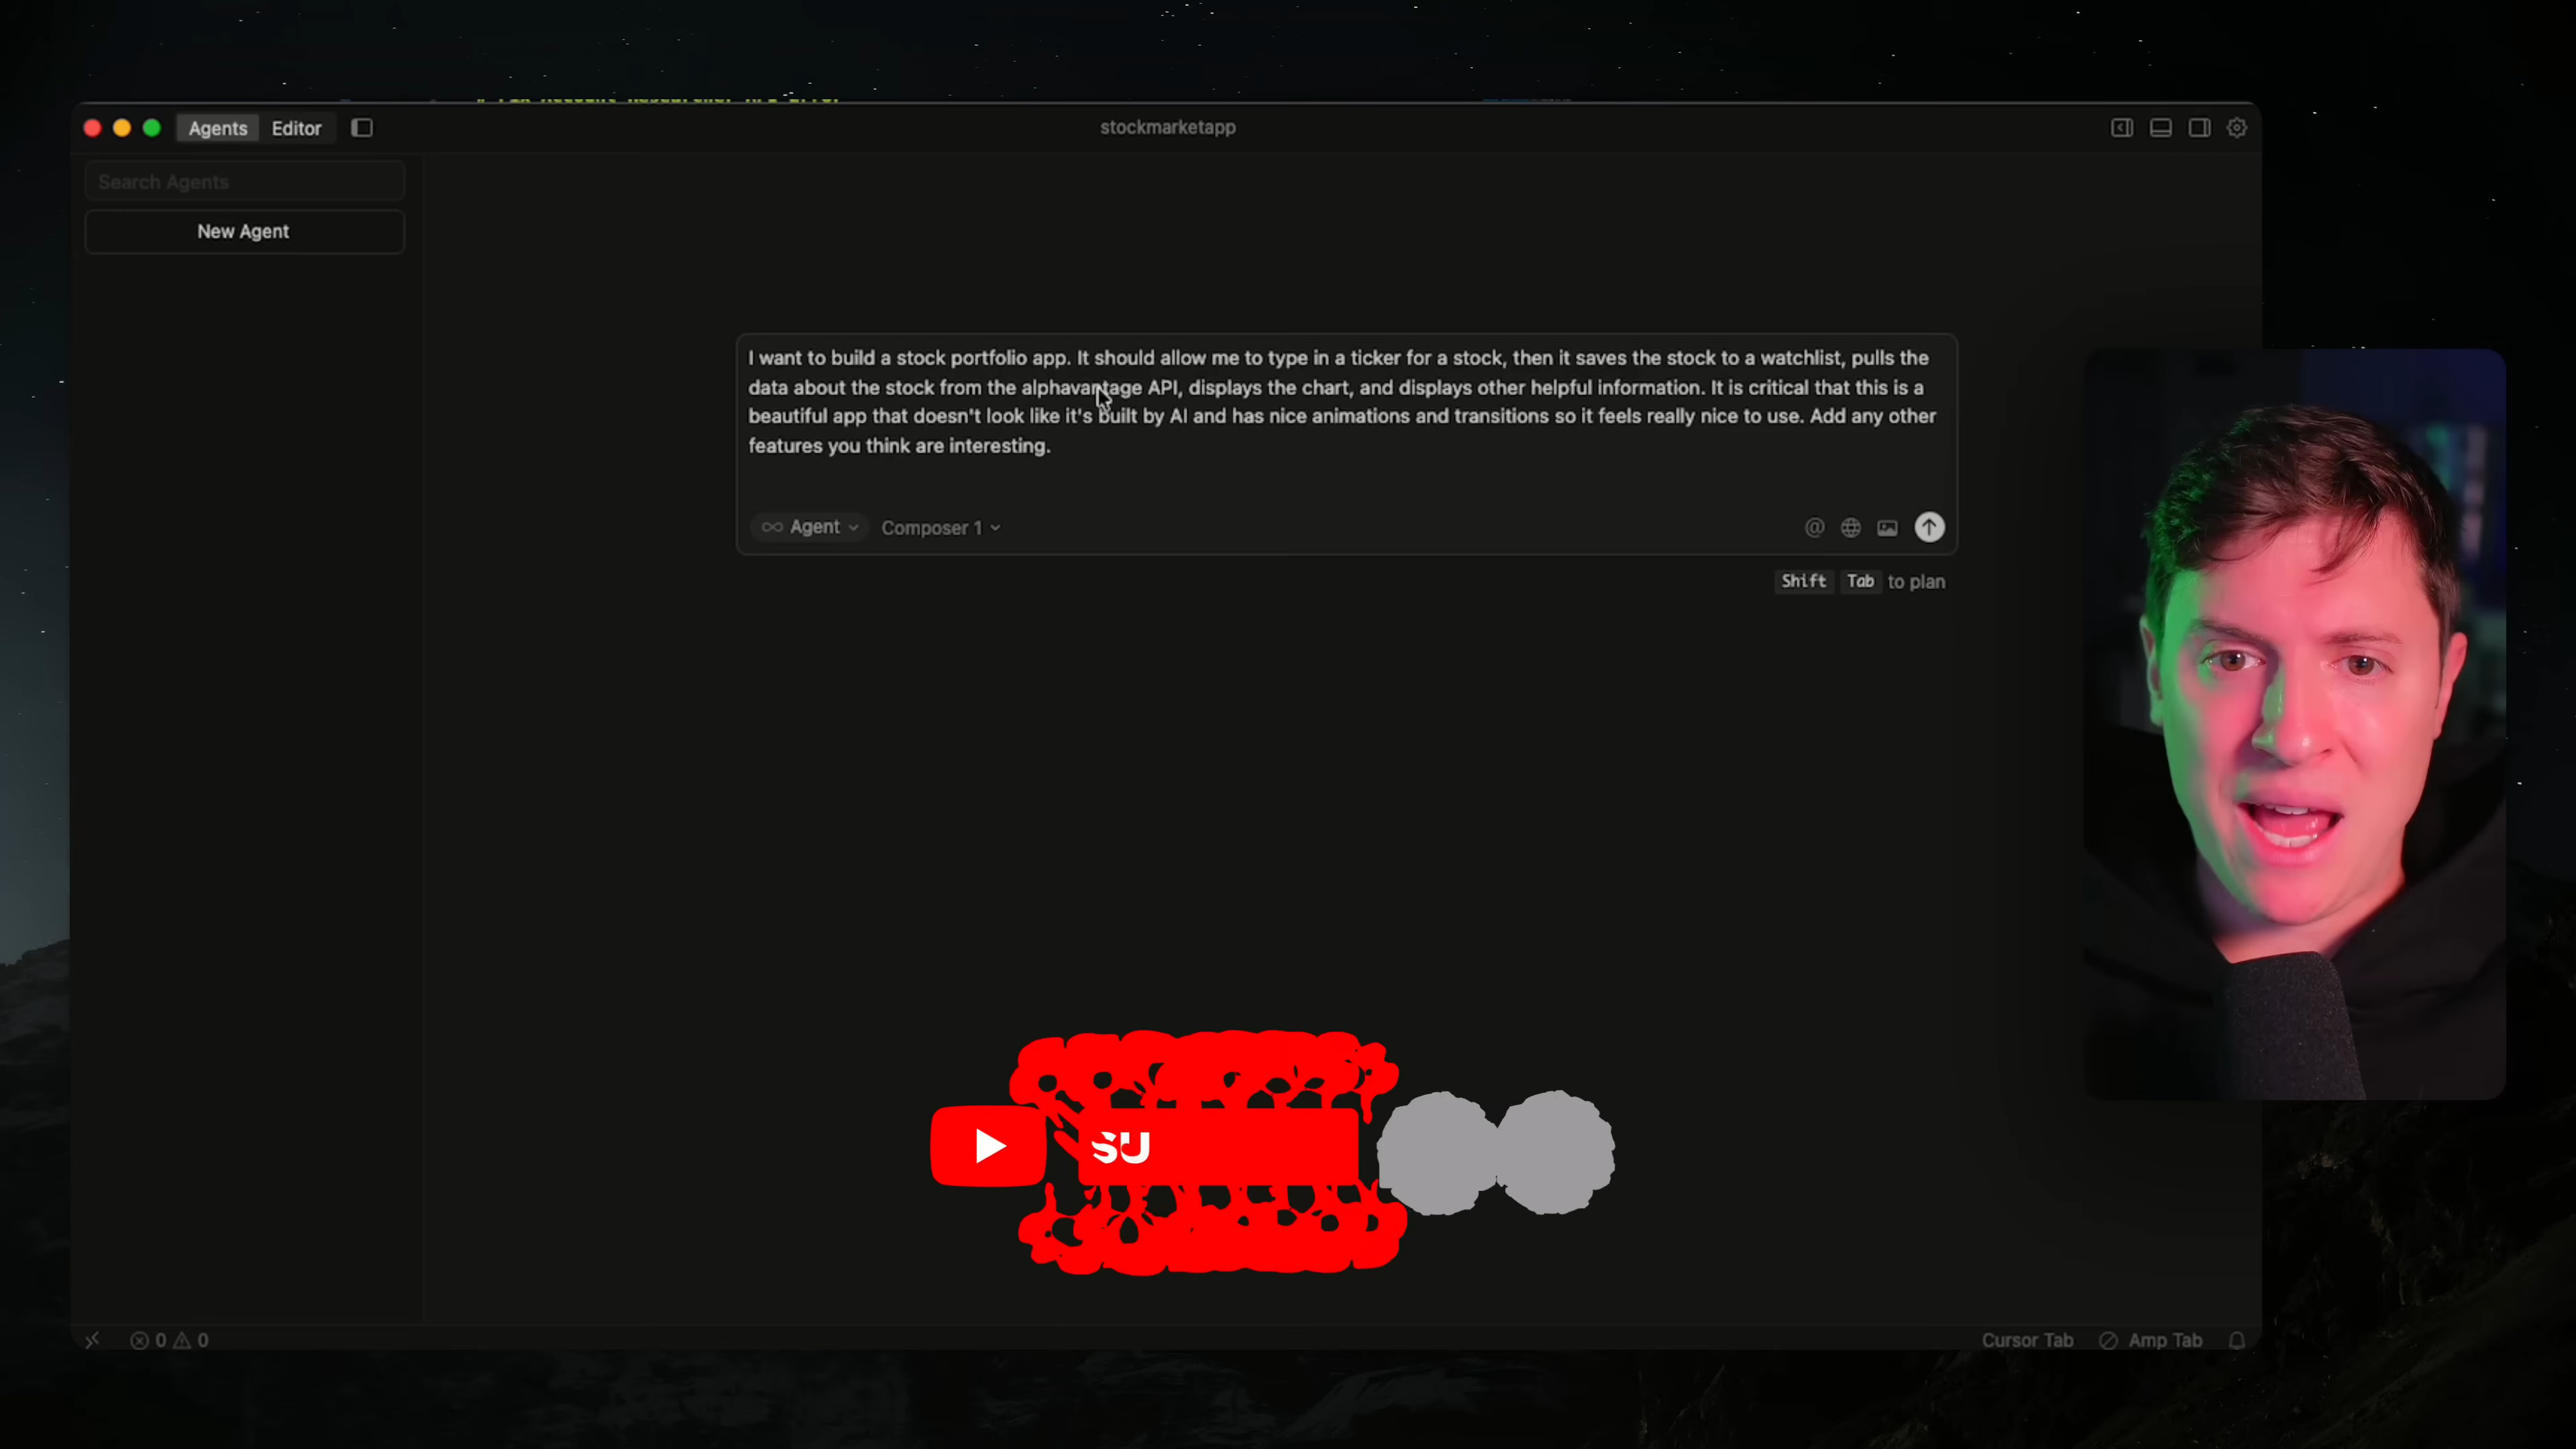 Agents Editor
stockmarketapp
Search Agents
New Agent
I want to build a stock portfolio app. It should allow me to type in a ticker for a stock, then it saves the stock to a watchlist, pulls the
data about the stock from the alphavantage API, displays the chart, and displays other helpful information. It is critical that this is a
beautiful app that doesn't look like it's built by AI and has nice animations and transitions so it feels really nice to use. Add any other
features you think are interesting.
Agent Composer 1
@
Shift Tab to plan
SU
0 0
Cursor Tab Amp Tab